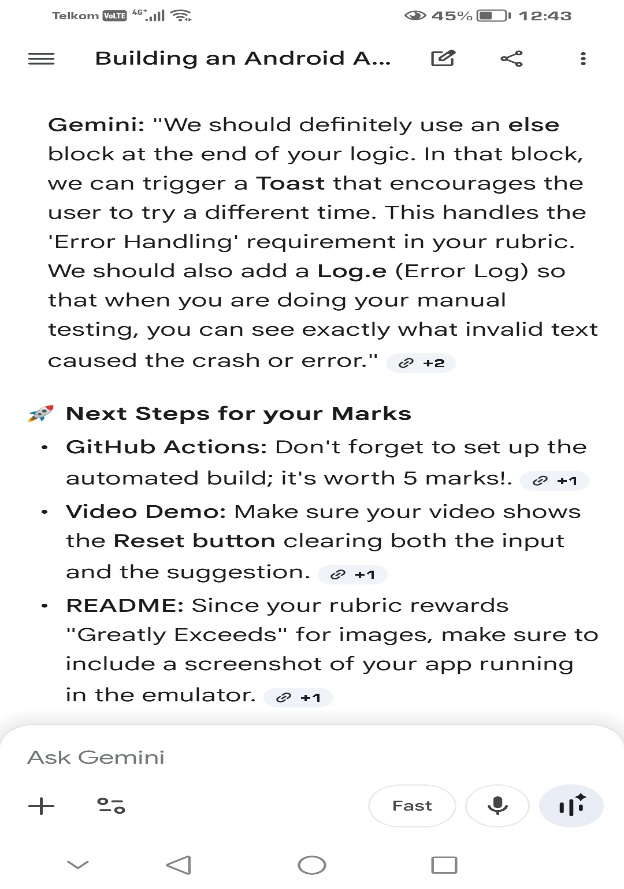 Telkom VoLTE 4G+ 45% 12:43
Building an Android A...
Gemini: "We should definitely use an else
block at the end of your logic. In that block,
we can trigger a Toast that encourages the
user to try a different time. This handles the
'Error Handling' requirement in your rubric.
We should also add a Log.e (Error Log) so
that when you are doing your manual
testing, you can see exactly what invalid text
caused the crash or error." +2
🚀 Next Steps for your Marks
• GitHub Actions: Don't forget to set up the
automated build; it's worth 5 marks!. +1
• Video Demo: Make sure your video shows
the Reset button clearing both the input
and the suggestion. +1
• README: Since your rubric rewards
"Greatly Exceeds" for images, make sure to
include a screenshot of your app running
in the emulator. +1
Ask Gemini
Fast